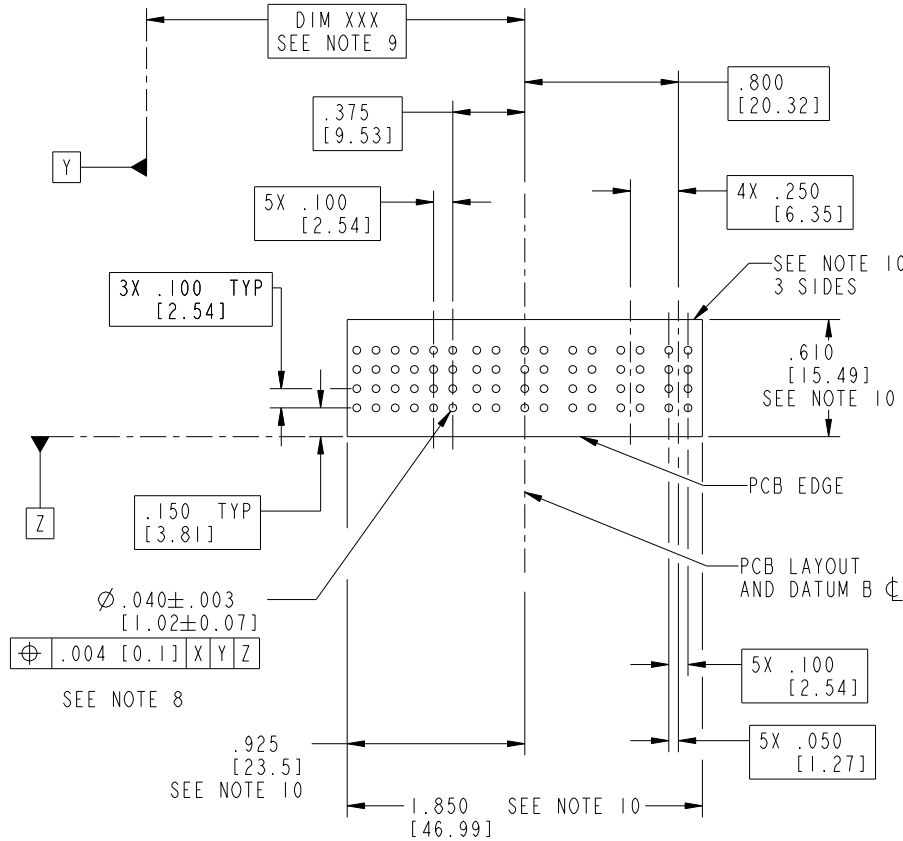 DIM XXX
SEE NOTE 9
.800
[20.32]
.375
[9.53]
Y
5X .100
[2.54]
4X .250
[6.35]
SEE NOTE 10
3 SIDES
3X .100 TYP
[2.54]
.610
[15.49]
SEE NOTE 10
PCB EDGE
Z
.150 TYP
[3.81]
PCB LAYOUT
AND DATUM B ℄
Ø.040±.003
[1.02±0.07]
⌖ .004 [0.1] X Y Z
SEE NOTE 8
5X .100
[2.54]
5X .050
[1.27]
.925
[23.5]
SEE NOTE 10
1.850 SEE NOTE 10
[46.99]